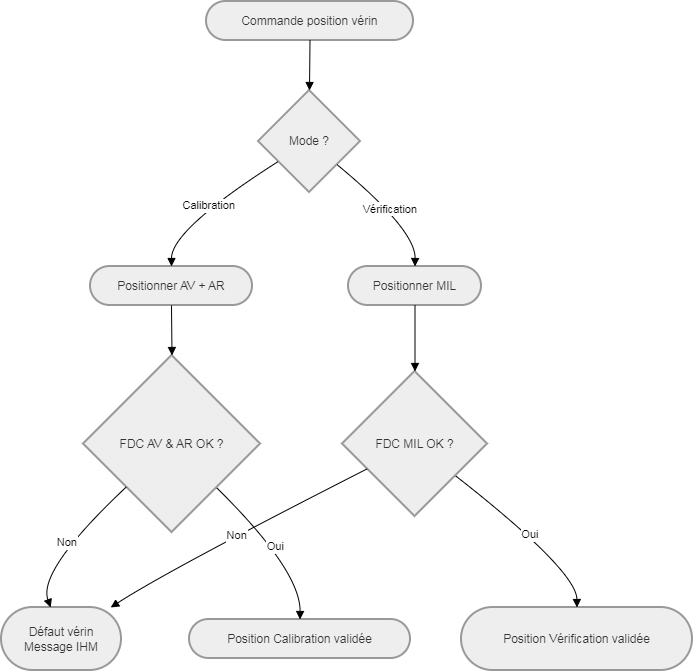 Commande position vérin
Mode ?
Calibration
Vérification
Positionner AV + AR
Positionner MIL
FDC AV & AR OK ?
FDC MIL OK ?
Non
Non
Oui
Oui
Défaut vérin
Message IHM
Position Calibration validée
Position Vérification validée